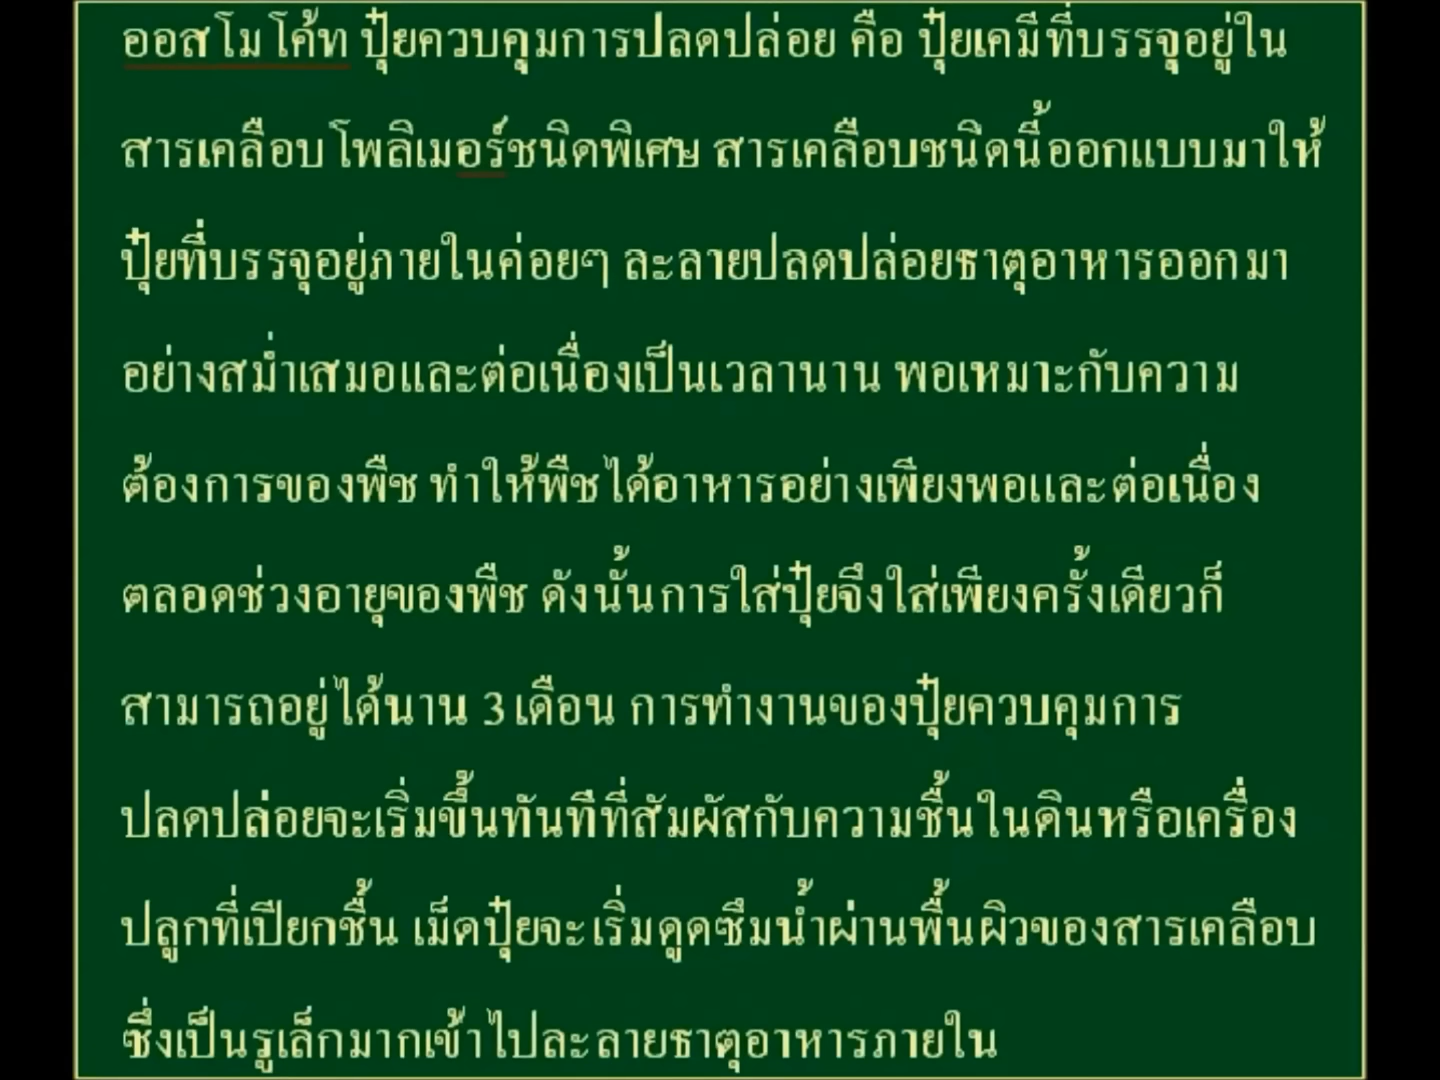 ออสโมโค้ท ปุ๋ยควบคุมการปลดปล่อย คือ ปุ๋ยเคมีที่บรรจุอยู่ใน
สารเคลือบโพลิเมอร์ชนิดพิเศษ สารเคลือบชนิดนี้ออกแบบมาให้
ปุ๋ยที่บรรจุอยู่ภายในค่อยๆ ละลายปลดปล่อยธาตุอาหารออกมา
อย่างสม่ำเสมอและต่อเนื่องเป็นเวลานาน พอเหมาะกับความ
ต้องการของพืช ทำให้พืชได้อาหารอย่างเพียงพอและต่อเนื่อง
ตลอดช่วงอายุของพืช ดังนั้นการใส่ปุ๋ยจึงใส่เพียงครั้งเดียวก็
สามารถอยู่ได้นาน 3 เดือน การทำงานของปุ๋ยควบคุมการ
ปลดปล่อยจะเริ่มขึ้นทันทีที่สัมผัสกับความชื้นในดินหรือเครื่อง
ปลูกที่เปียกชื้น เม็ดปุ๋ยจะเริ่มดูดซึมน้ำผ่านพื้นผิวของสารเคลือบ
ซึ่งเป็นรูเล็กมากเข้าไปละลายธาตุอาหารภายใน